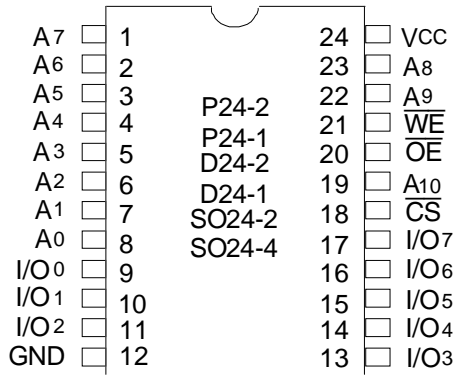 A7 1 24 VCC
A6 2 23 A8
A5 3 22 A9
A4 4 P24-2 21 WE
A3 5 P24-1 20 OE
A2 6 D24-2 19 A10
A1 7 D24-1 18 CS
A0 8 SO24-2 17 I/O7
I/O0 9 SO24-4 16 I/O6
I/O1 10 15 I/O5
I/O2 11 14 I/O4
GND 12 13 I/O3